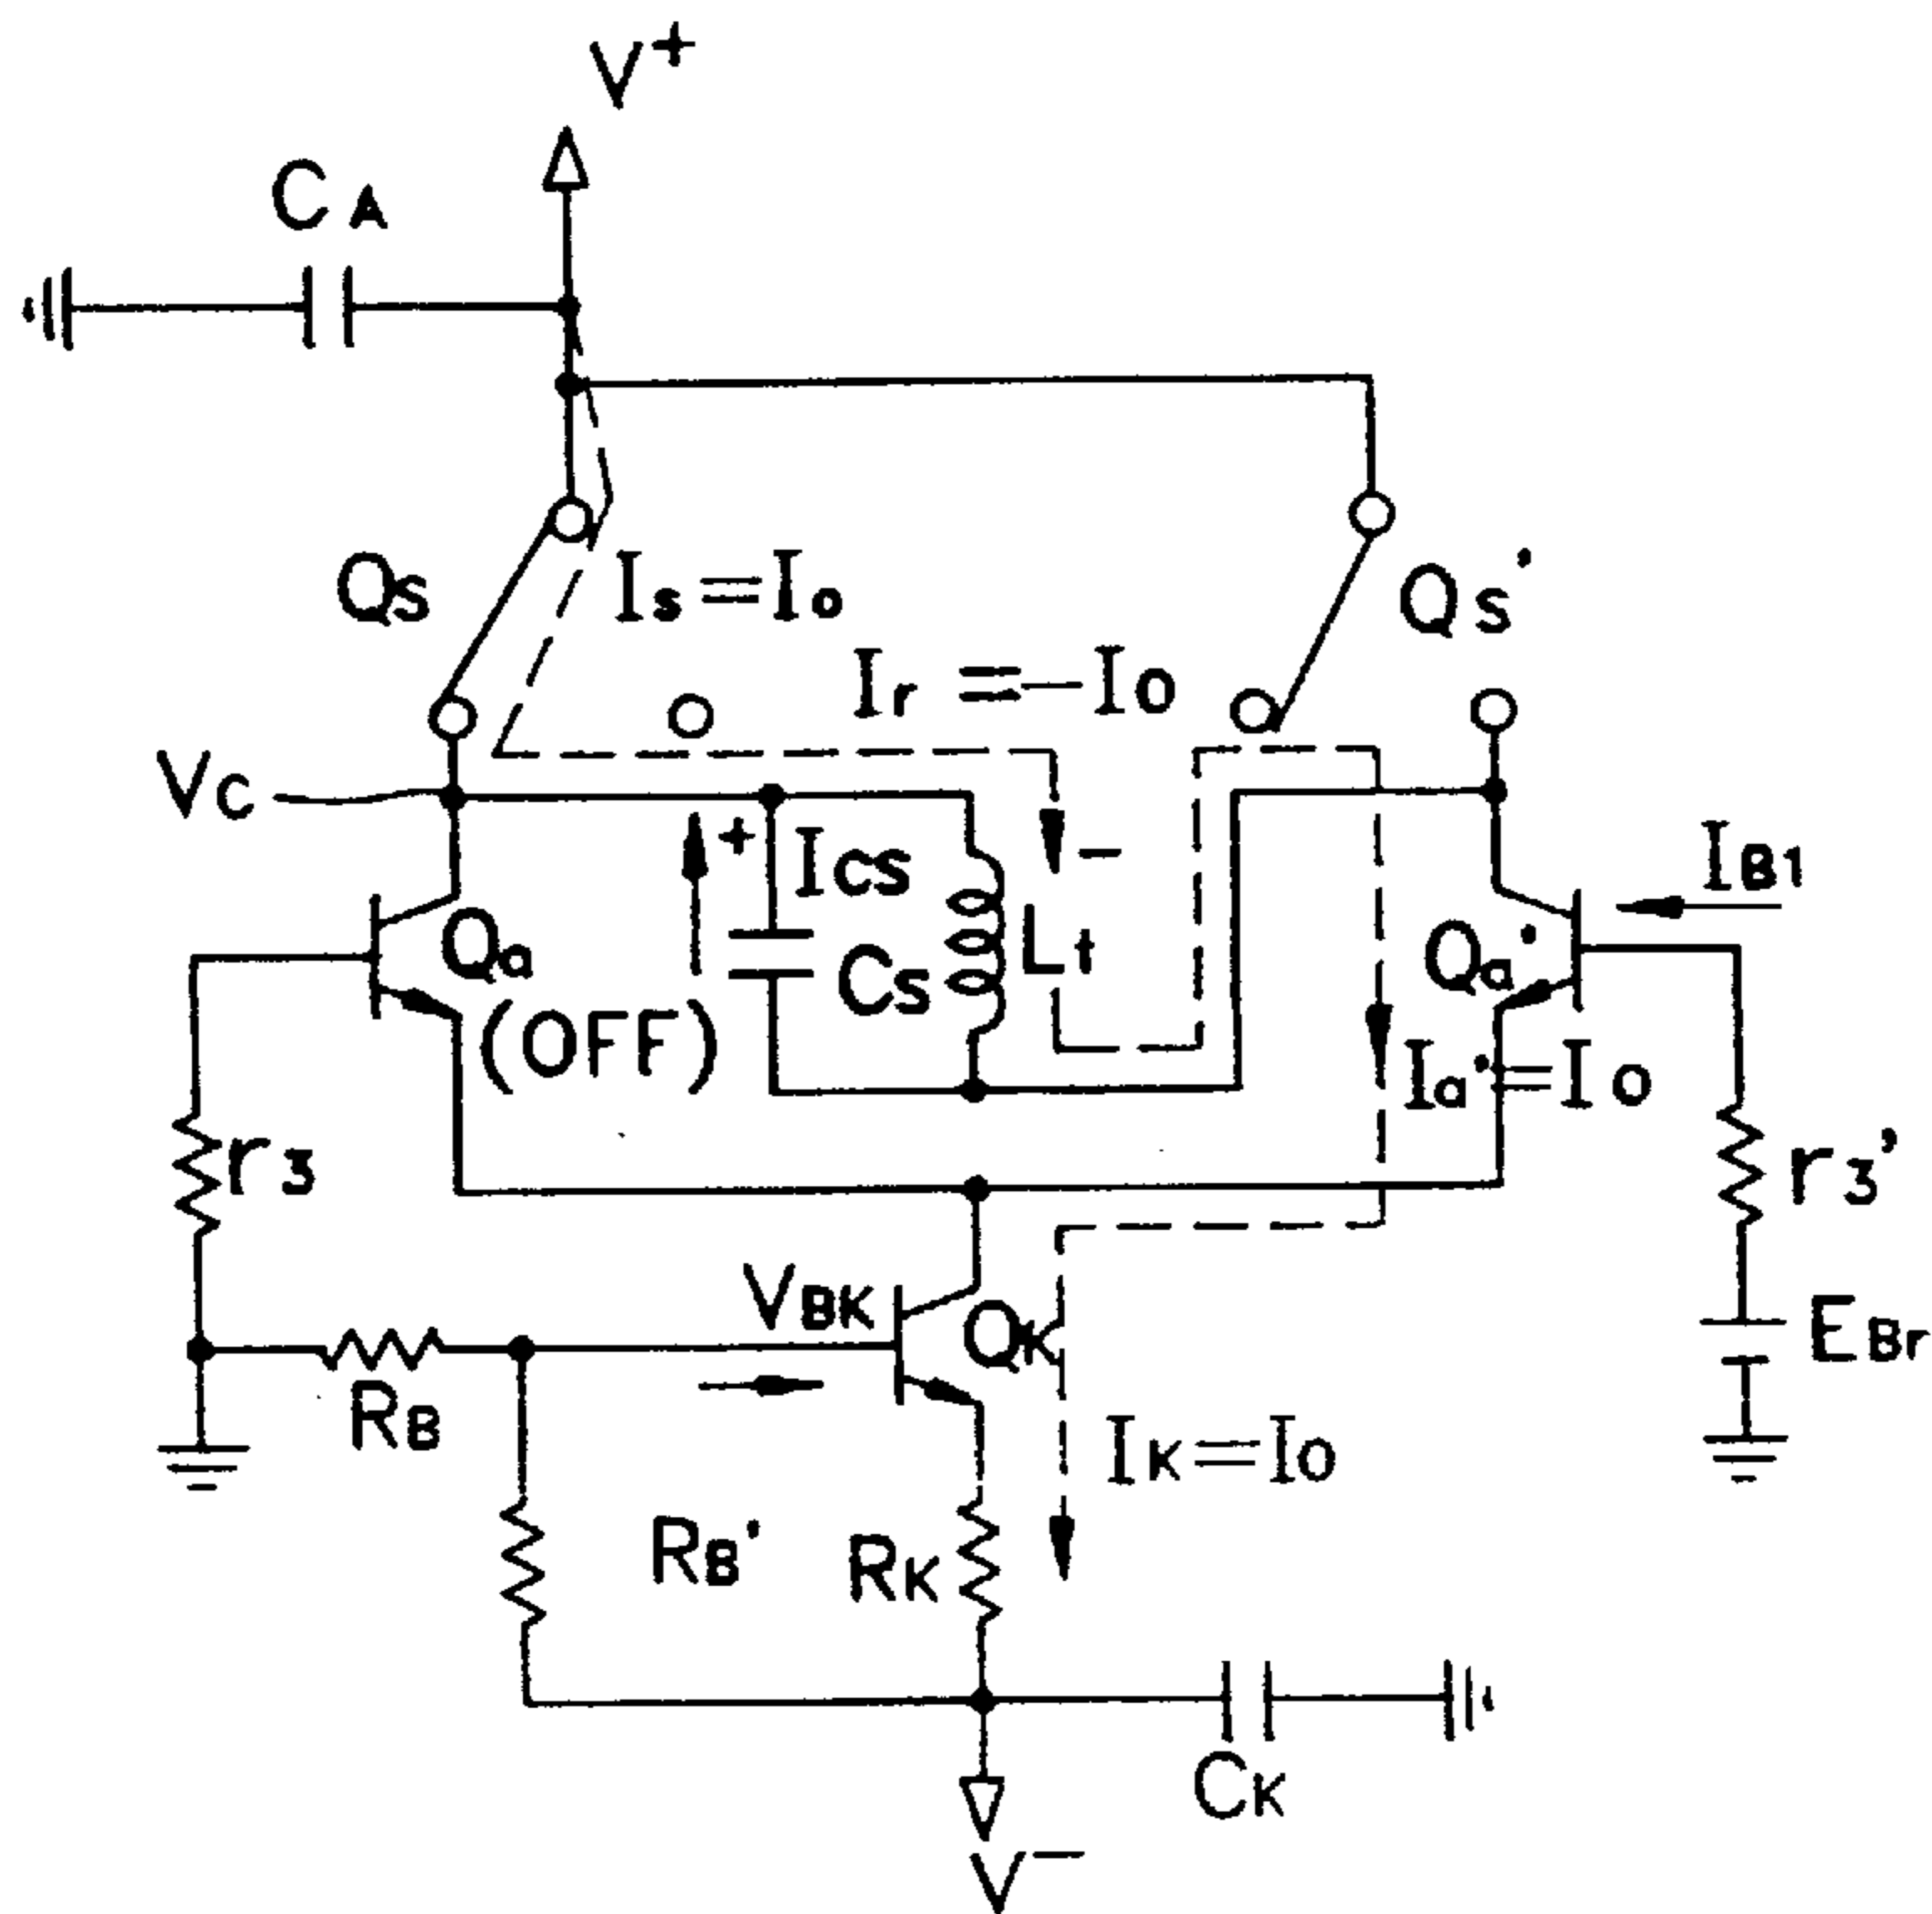 V+
CA
Qs
Is=Io
Qs'
Ir =-Io
Vc
+
Ics
-
IB1
Qa
Cs
Lt
Qa'
(OFF)
Ia'=Io
r3
r3'
VBK
QK
EBr
RB
IK=Io
RB'
RK
CK
V-